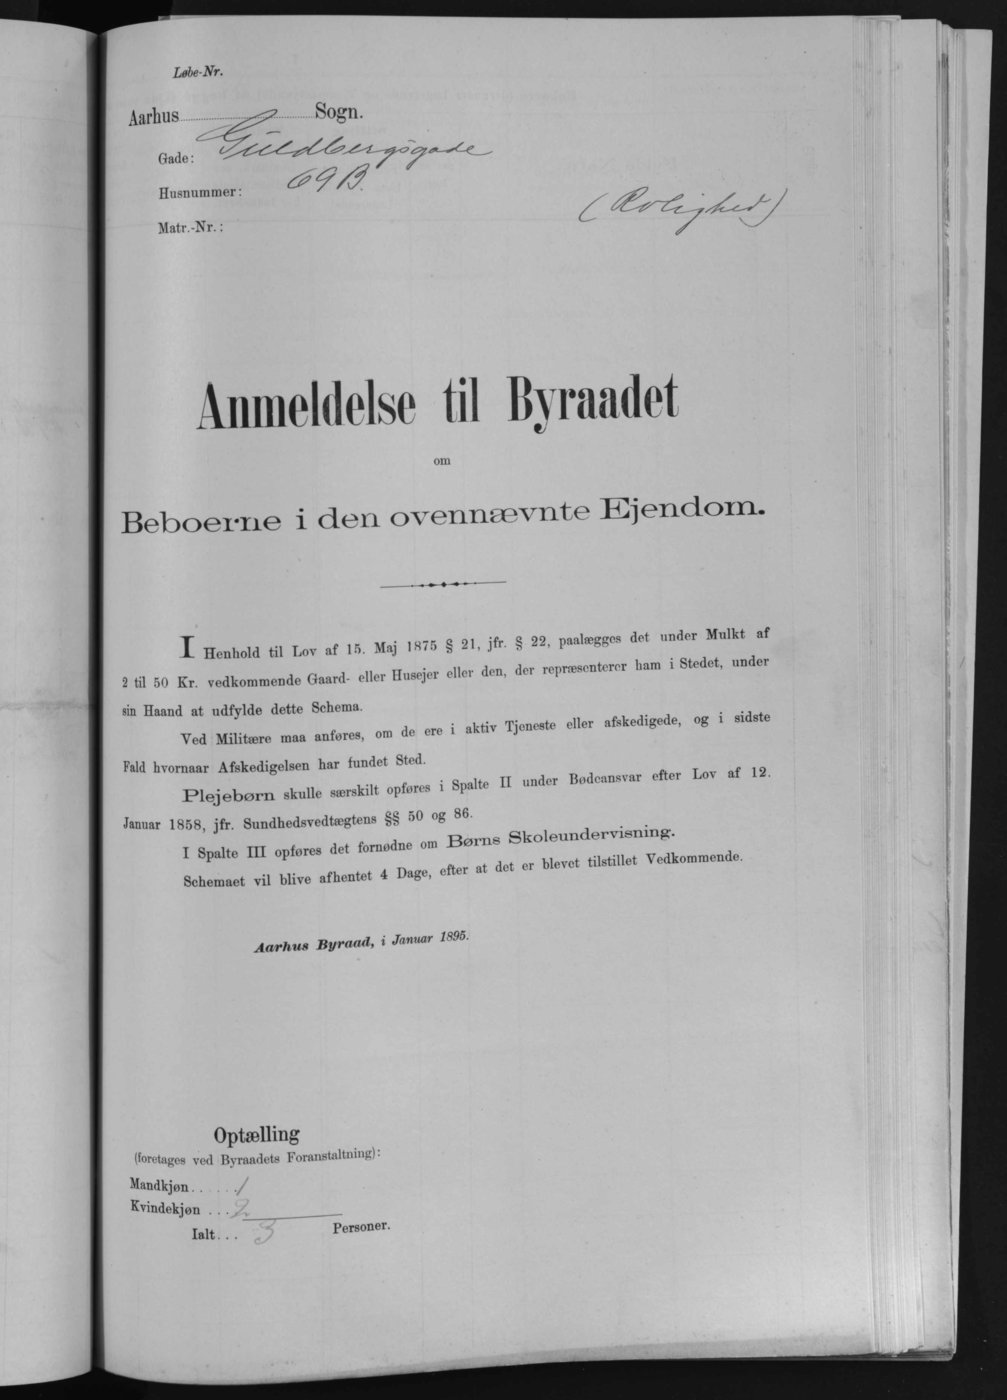 Løbe-Nr.
Aarhus Sogn.
Gade: Guldbergsgade
Husnummer: 69 B.
(Rolighed)
Matr.-Nr.:
Anmeldelse til Byraadet
om
Beboerne i den ovennævnte Ejendom.
I Henhold til Lov af 15. Maj 1875 § 21, jfr. § 22, paalægges det under Mulkt af
2 til 50 Kr. vedkommende Gaard- eller Husejer eller den, der repræsenterer ham i Stedet, under
sin Haand at udfylde dette Schema.
Ved Militære maa anføres, om de ere i aktiv Tjeneste eller afskedigede, og i sidste
Fald hvornaar Afskedigelsen har fundet Sted.
Plejebørn skulle særskilt opføres i Spalte II under Bødeansvar efter Lov af 12.
Januar 1858, jfr. Sundhedsvedtægtens §§ 50 og 86.
I Spalte III opføres det fornødne om Børns Skoleundervisning.
Schemaet vil blive afhentet 4 Dage, efter at det er blevet tilstillet Vedkommende.
Aarhus Byraad, i Januar 1895.
Optælling
(foretages ved Byraadets Foranstaltning):
Mandkjøn..... 1
Kvindekjøn ... 2
Ialt... 3 Personer.